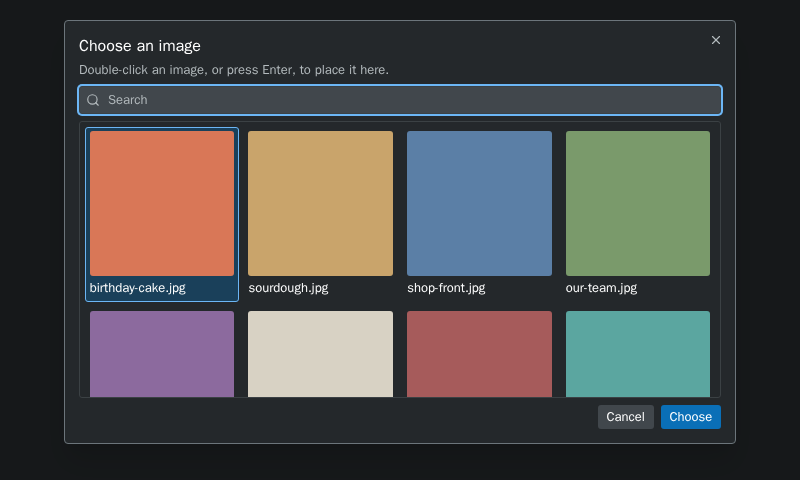 Choose an image
Double-click an image, or press Enter, to place it here.
Search
birthday-cake.jpg
sourdough.jpg
shop-front.jpg
our-team.jpg
Cancel
Choose